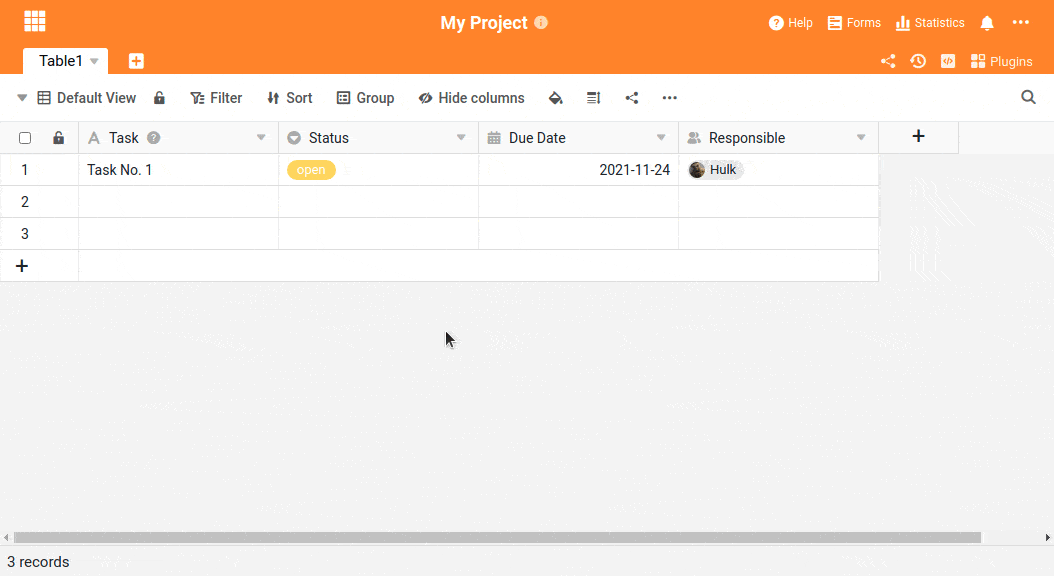 My Project
Help Forms Statistics
Table1
Plugins
Default View Filter Sort Group Hide columns
Task Status Due Date Responsible
1 Task No. 1 open 2021-11-24 Hulk
2
3
3 records